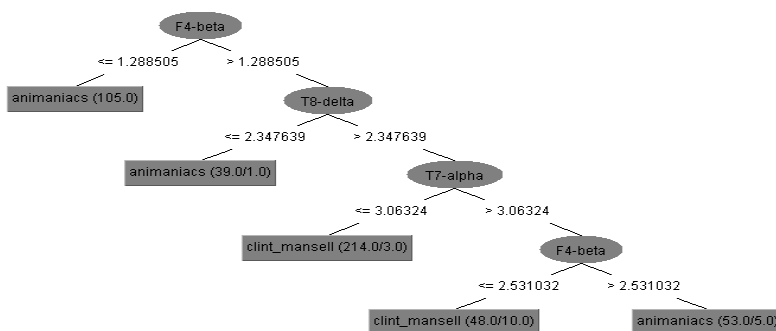 F4-beta
<= 1.288505 > 1.288505
animaniacs (105.0)
T8-delta
<= 2.347639 > 2.347639
animaniacs (39.0/1.0)
T7-alpha
<= 3.06324 > 3.06324
clint_mansell (214.0/3.0)
F4-beta
<= 2.531032 > 2.531032
clint_mansell (48.0/10.0) animaniacs (53.0/5.0)